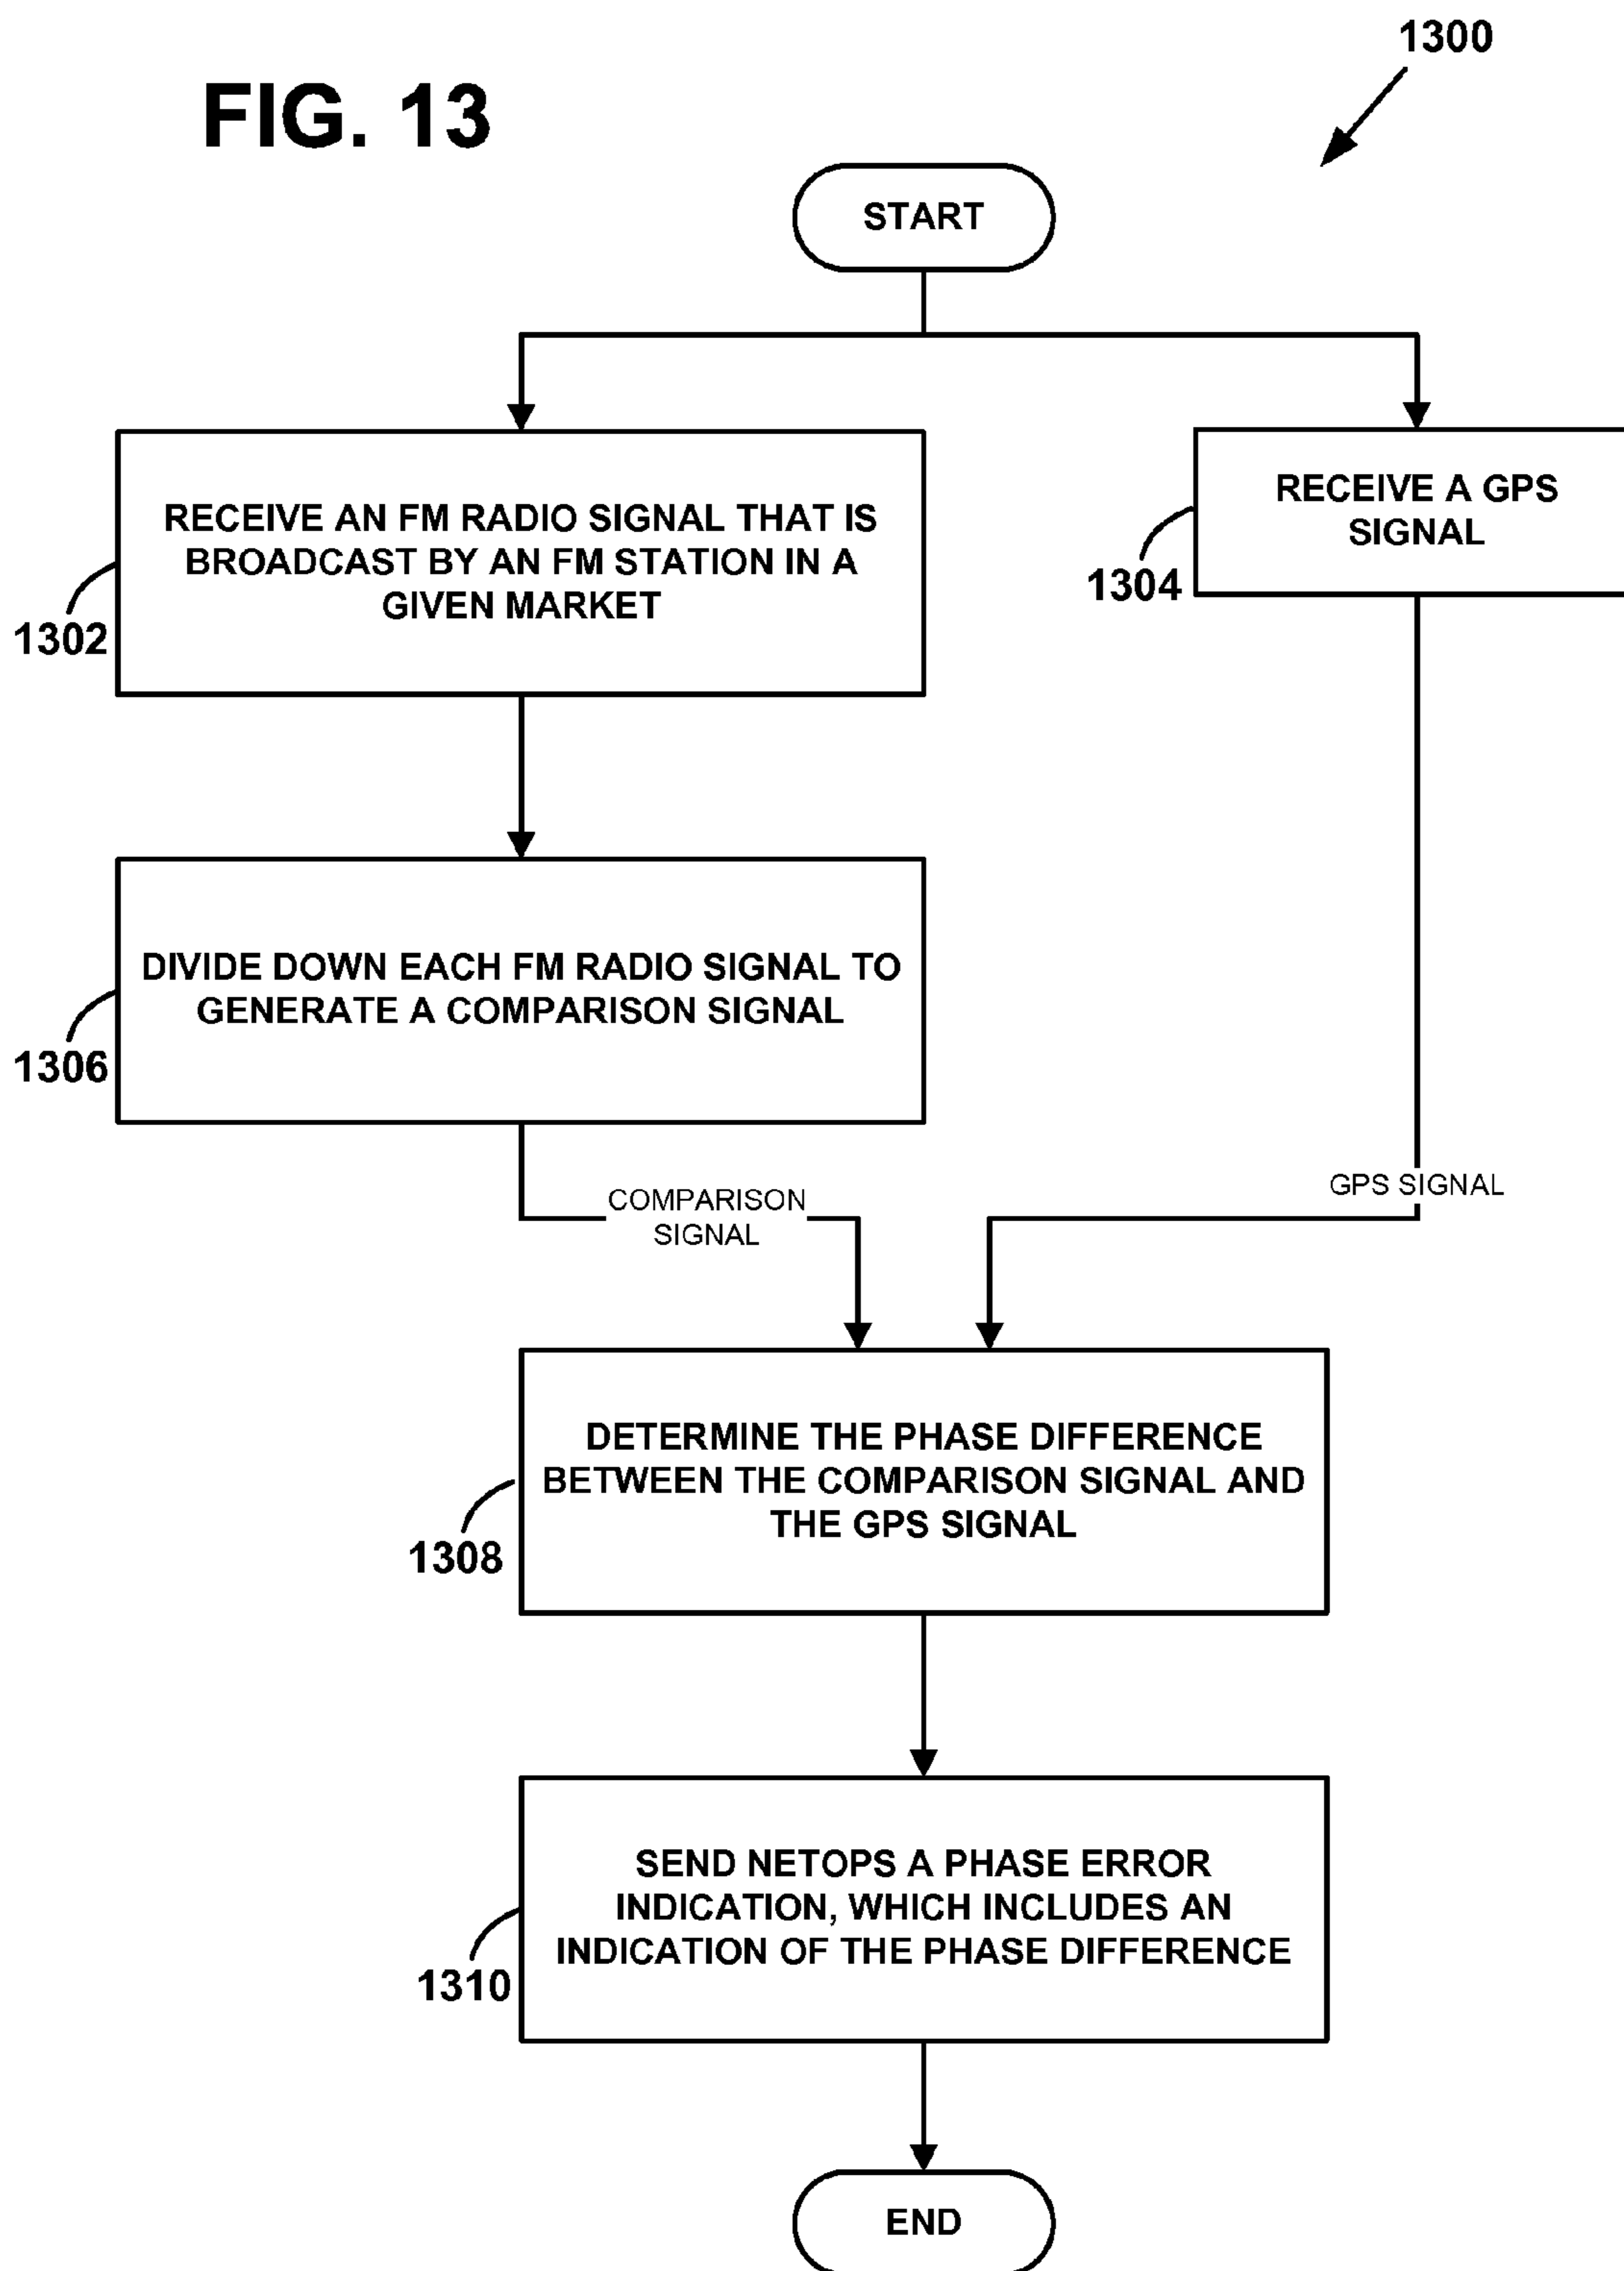 1300
FIG. 13
START
RECEIVE AN FM RADIO SIGNAL THAT IS
BROADCAST BY AN FM STATION IN A
GIVEN MARKET
1302
RECEIVE A GPS
SIGNAL
1304
DIVIDE DOWN EACH FM RADIO SIGNAL TO
GENERATE A COMPARISON SIGNAL
1306
COMPARISON
SIGNAL
GPS SIGNAL
DETERMINE THE PHASE DIFFERENCE
BETWEEN THE COMPARISON SIGNAL AND
THE GPS SIGNAL
1308
SEND NETOPS A PHASE ERROR
INDICATION, WHICH INCLUDES AN
INDICATION OF THE PHASE DIFFERENCE
1310
END